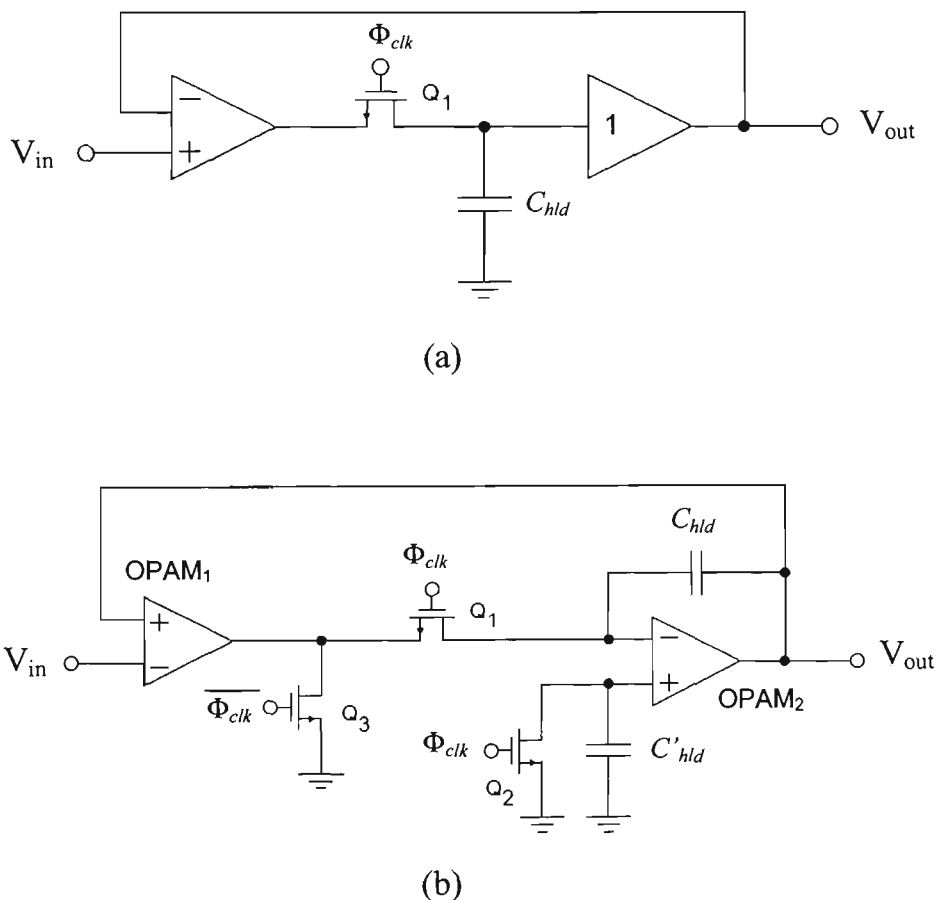 Φclk
Q1
−
+
Vin
1
Vout
Chld
(a)
Chld
Φclk
OPAM1
Q1
+
−
Vin
−
+
Vout
OPAM2
Φclk
Q3
Φclk
Q2
C'hld
(b)